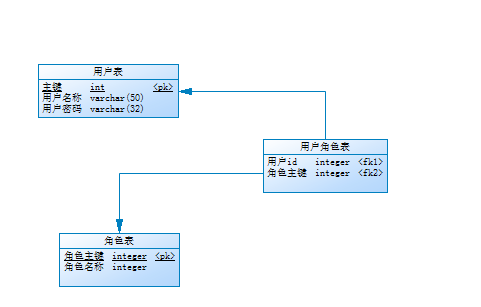 用户表
主键 int <pk>
用户名称 varchar(50)
用户密码 varchar(32)
用户角色表
用户id integer <fk1>
角色主键 integer <fk2>
角色表
角色主键 integer <pk>
角色名称 integer